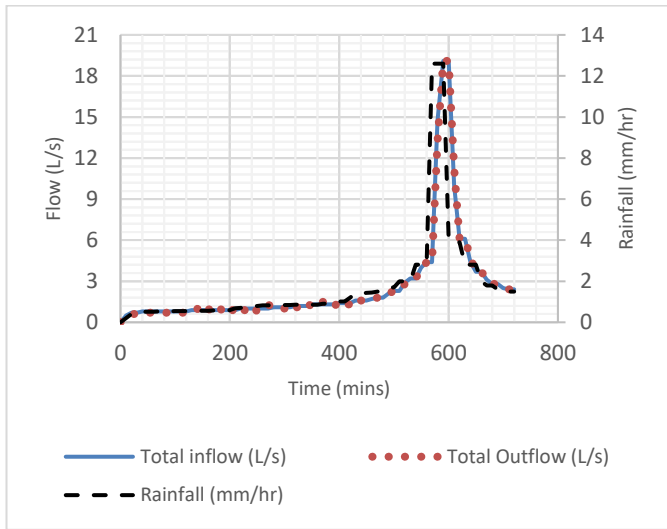 21
18
15
12
9
6
3
0
Flow (L/s)
14
12
10
8
6
4
2
0
Rainfall (mm/hr)
0 200 400 600 800
Time (mins)
Total inflow (L/s) Total Outflow (L/s)
Rainfall (mm/hr)